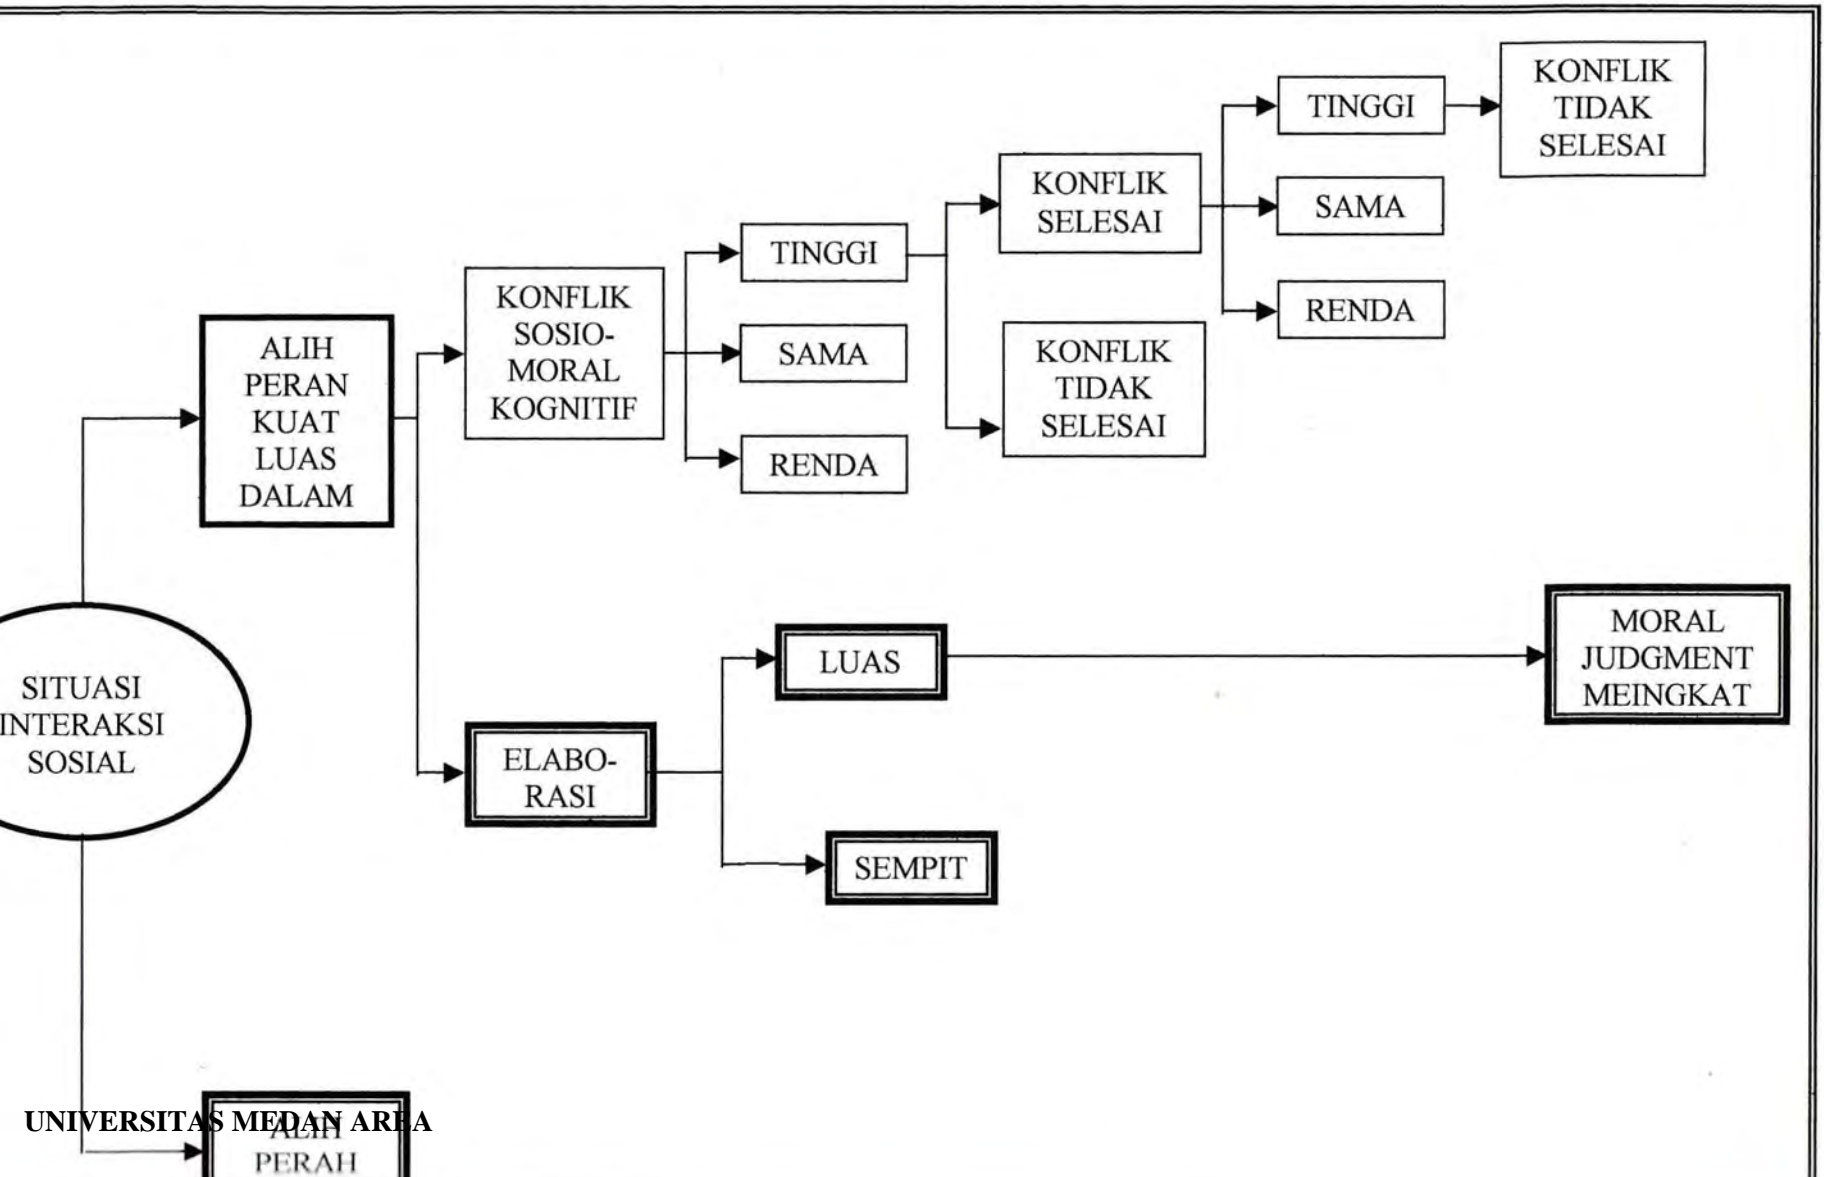 KONFLIK
TIDAK
SELESAI
TINGGI
KONFLIK
SELESAI
SAMA
TINGGI
RENDA
KONFLIK
SOSIO-
MORAL
KOGNITIF
SAMA
KONFLIK
TIDAK
SELESAI
RENDA
ALIH
PERAN
KUAT
LUAS
DALAM
LUAS
MORAL
JUDGMENT
MEINGKAT
SITUASI
INTERAKSI
SOSIAL
ELABO-
RASI
SEMPIT
UNIVERSITAS MEDAN AREA
ALIH
PERAH